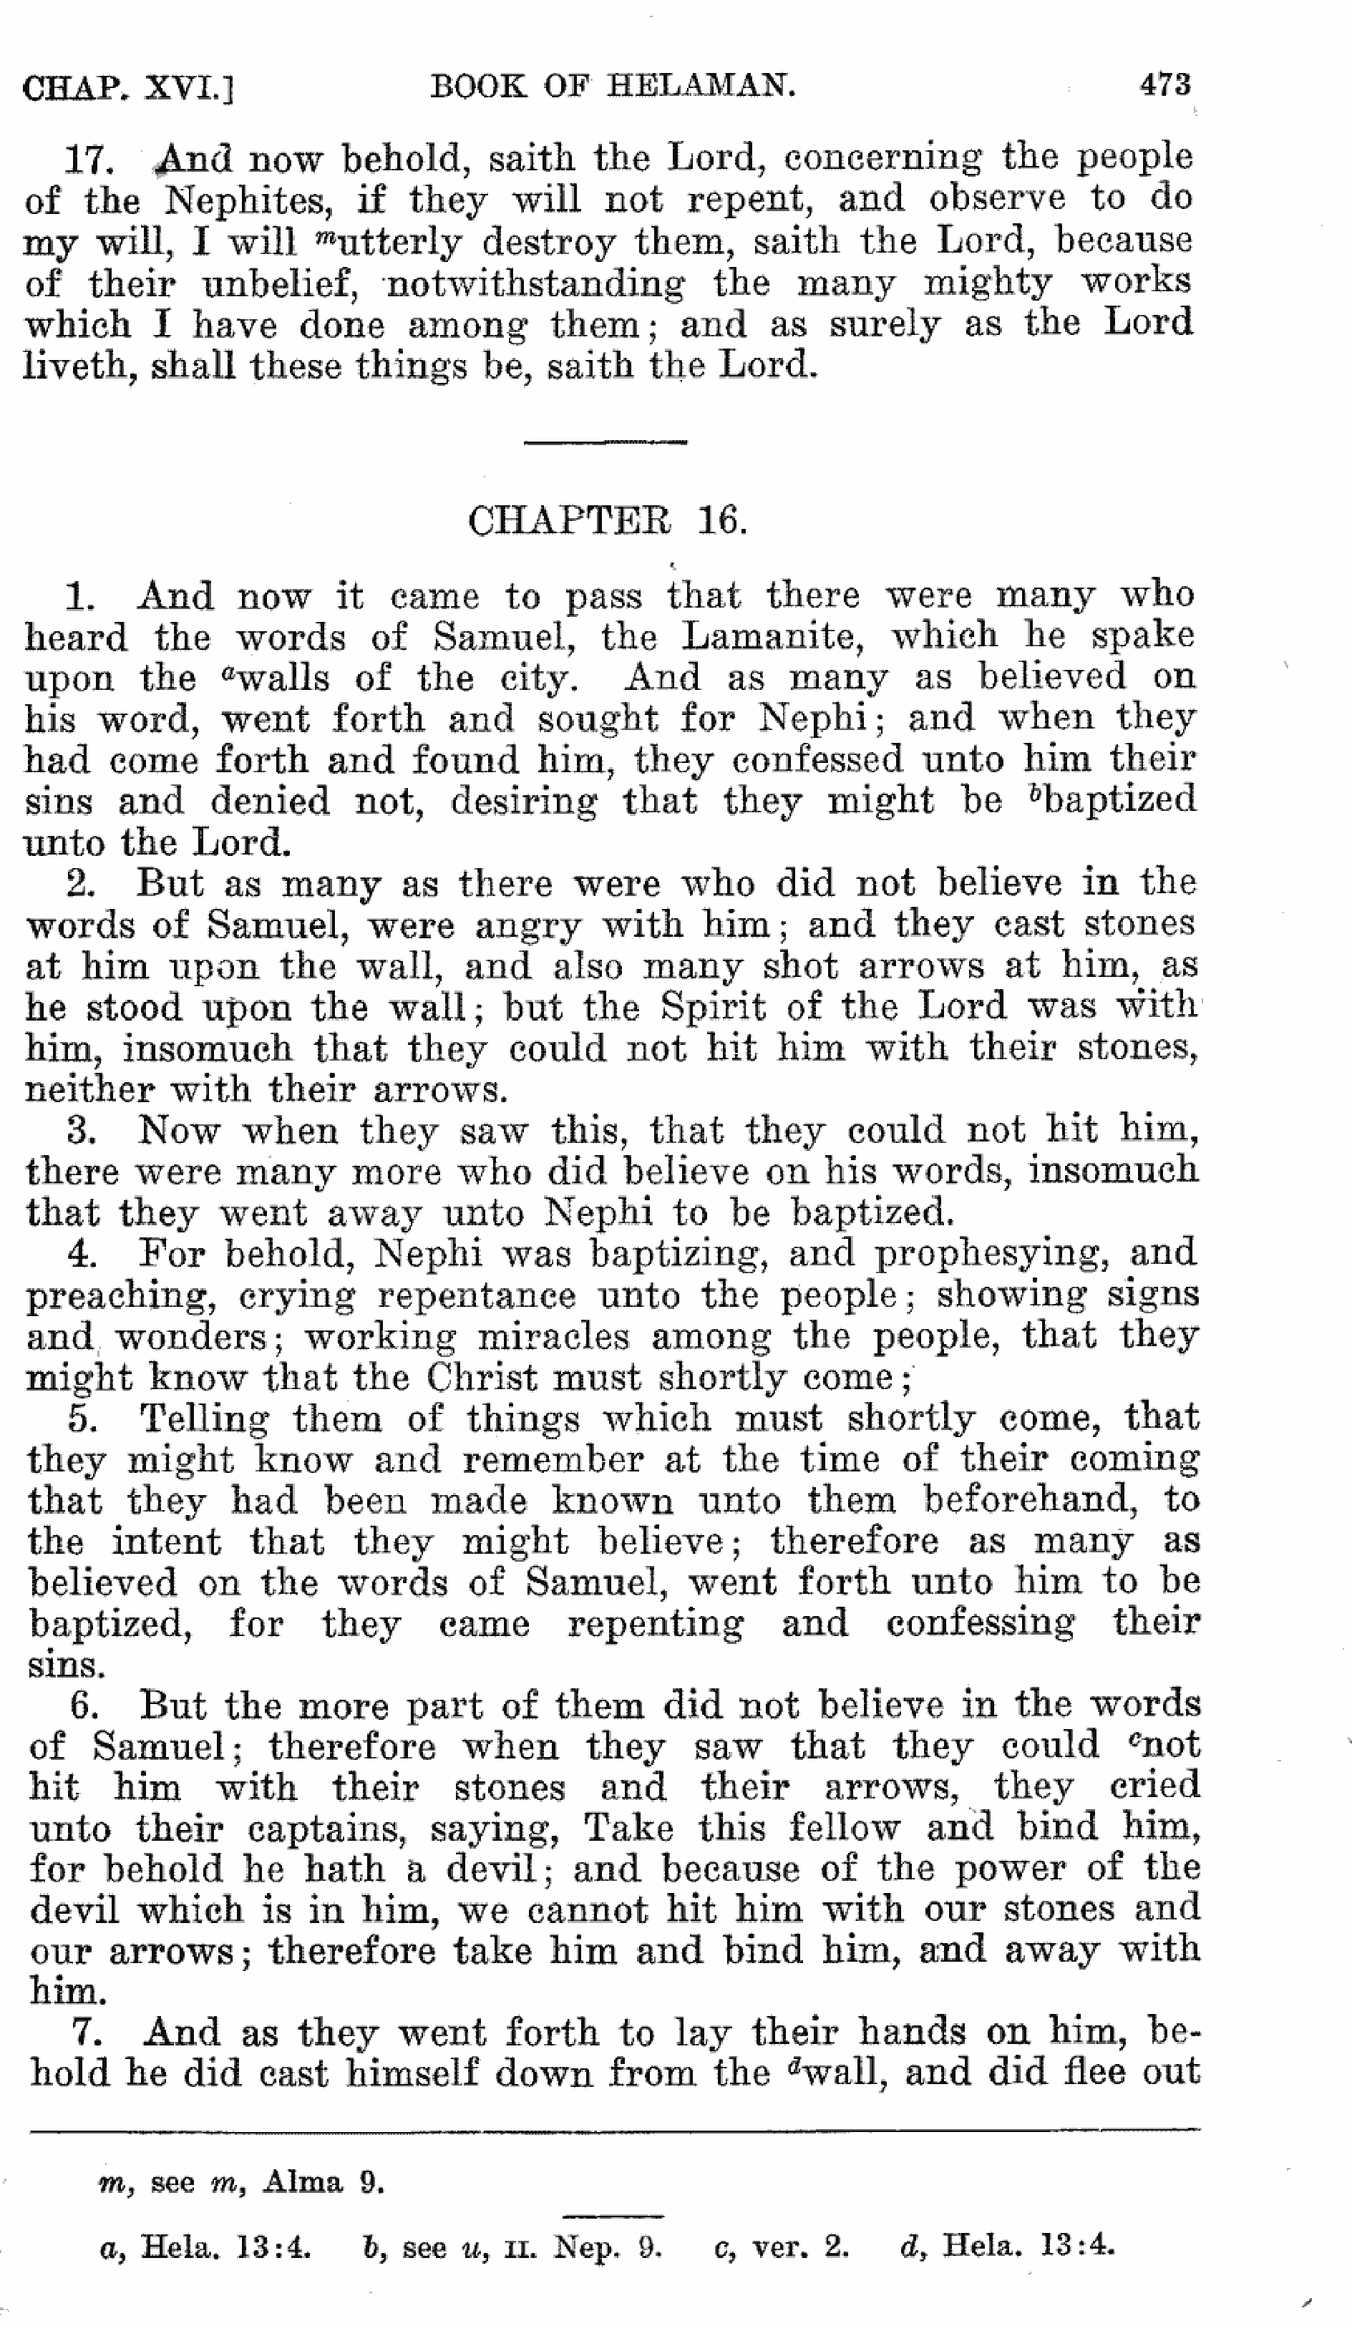 CHAP. XVI.] BOOK OF HELAMAN. 473
17. And now behold, saith the Lord, concerning the people
of the Nephites, if they will not repent, and observe to do
my will, I will mutterly destroy them, saith the Lord, because
of their unbelief, notwithstanding the many mighty works
which I have done among them; and as surely as the Lord
liveth, shall these things be, saith the Lord.
CHAPTER 16.
1. And now it came to pass that there were many who
heard the words of Samuel, the Lamanite, which he spake
upon the awalls of the city. And as many as believed on
his word, went forth and sought for Nephi; and when they
had come forth and found him, they confessed unto him their
sins and denied not, desiring that they might be bbaptized
unto the Lord.
2. But as many as there were who did not believe in the
words of Samuel, were angry with him; and they cast stones
at him upon the wall, and also many shot arrows at him, as
he stood upon the wall; but the Spirit of the Lord was with
him, insomuch that they could not hit him with their stones,
neither with their arrows.
3. Now when they saw this, that they could not hit him,
there were many more who did believe on his words, insomuch
that they went away unto Nephi to be baptized.
4. For behold, Nephi was baptizing, and prophesying, and
preaching, crying repentance unto the people; showing signs
and wonders; working miracles among the people, that they
might know that the Christ must shortly come;
5. Telling them of things which must shortly come, that
they might know and remember at the time of their coming
that they had been made known unto them beforehand, to
the intent that they might believe; therefore as many as
believed on the words of Samuel, went forth unto him to be
baptized, for they came repenting and confessing their
sins.
6. But the more part of them did not believe in the words
of Samuel; therefore when they saw that they could cnot
hit him with their stones and their arrows, they cried
unto their captains, saying, Take this fellow and bind him,
for behold he hath a devil; and because of the power of the
devil which is in him, we cannot hit him with our stones and
our arrows; therefore take him and bind him, and away with
him.
7. And as they went forth to lay their hands on him, be-
hold he did cast himself down from the dwall, and did flee out
m, see m, Alma 9.
a, Hela. 13:4. b, see u, II. Nep. 9. c, ver. 2. d, Hela. 13:4.